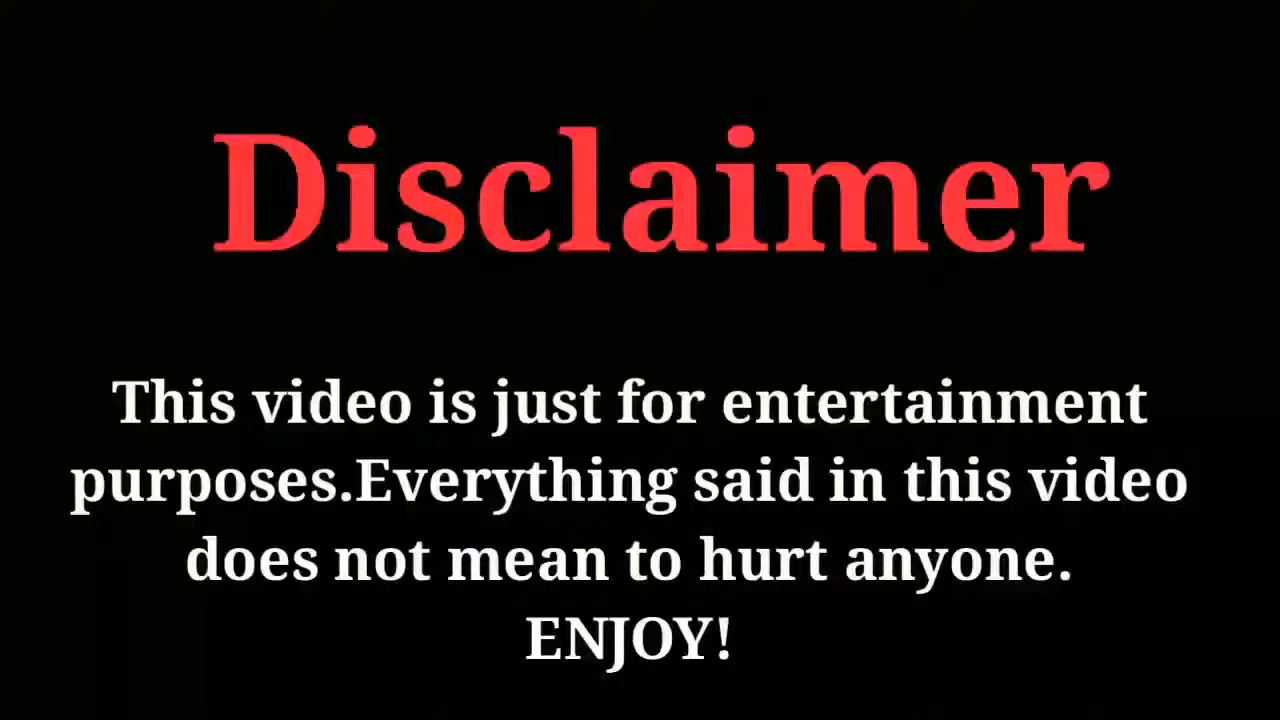 Disclaimer
This video is just for entertainment
purposes.Everything said in this video
does not mean to hurt anyone.
ENJOY!